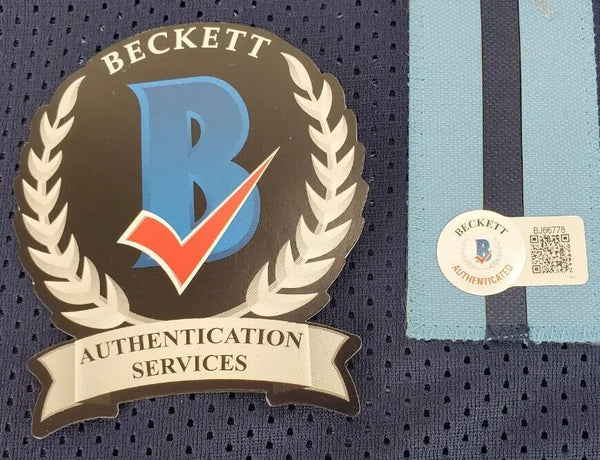 BECKETT
B
AUTHENTICATION
SERVICES
BECKETT
B
AUTHENTICATED
BJ66778